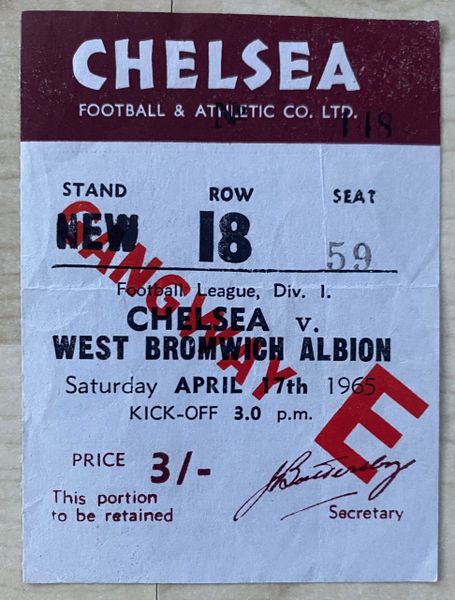 CHELSEA
FOOTBALL & ATHLETIC CO. LTD.
No 148
STAND ROW SEAT
NEW 18 59
GANGWAY E
Football League, Div. 1.
CHELSEA v.
WEST BROMWICH ALBION
Saturday APRIL 17th 1965
KICK-OFF 3.0 p.m.
PRICE 3/-
This portion
to be retained
Secretary